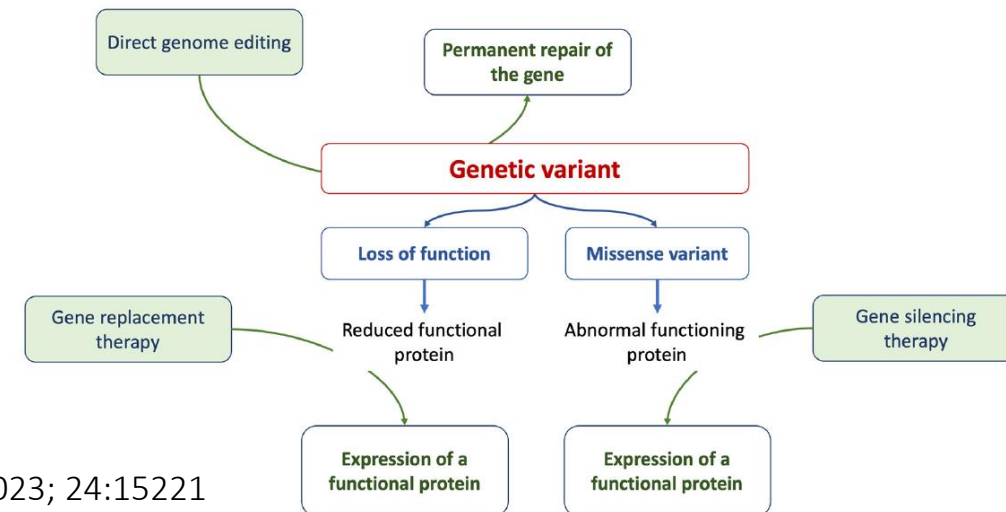 Direct genome editing
Permanent repair of
the gene
Genetic variant
Loss of function
Missense variant
Gene replacement
therapy
Reduced functional
protein
Abnormal functioning
protein
Gene silencing
therapy
Expression of a
functional protein
Expression of a
functional protein
023; 24:15221